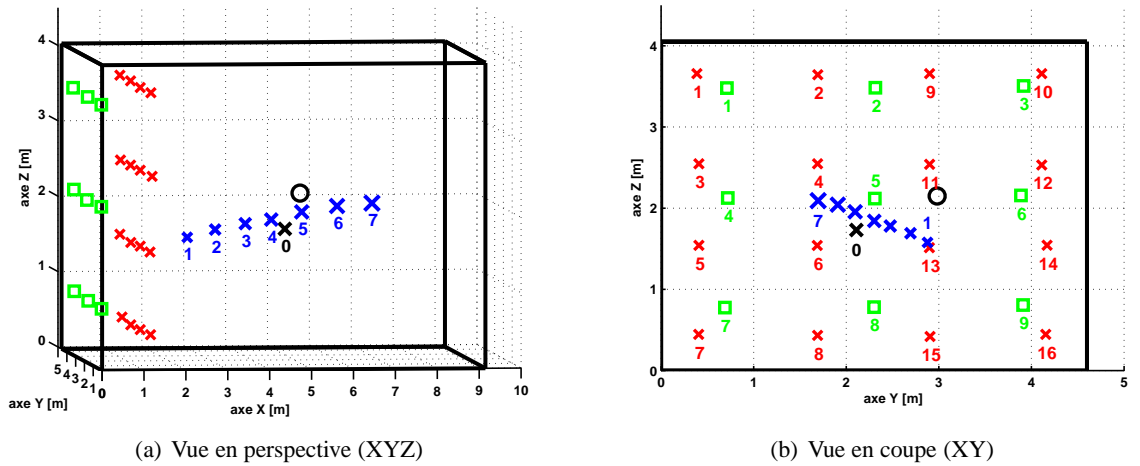 4
3
2
1
0
axe Z [m]
1 2 3 4 5 6 7
0
5 4 3 2 1 0
1 2 3 4 5 6 7 8 9 10
axe Y [m]
axe X [m]
(a) Vue en perspective (XYZ)
4
3
2
1
0
axe Z [m]
1 1 2 2 9 3 10
3 4 5 11 12
4 7 1 6
0
5 6 13 14
7 7 8 8 15 9 16
0 1 2 3 4 5
axe Y [m]
(b) Vue en coupe (XY)